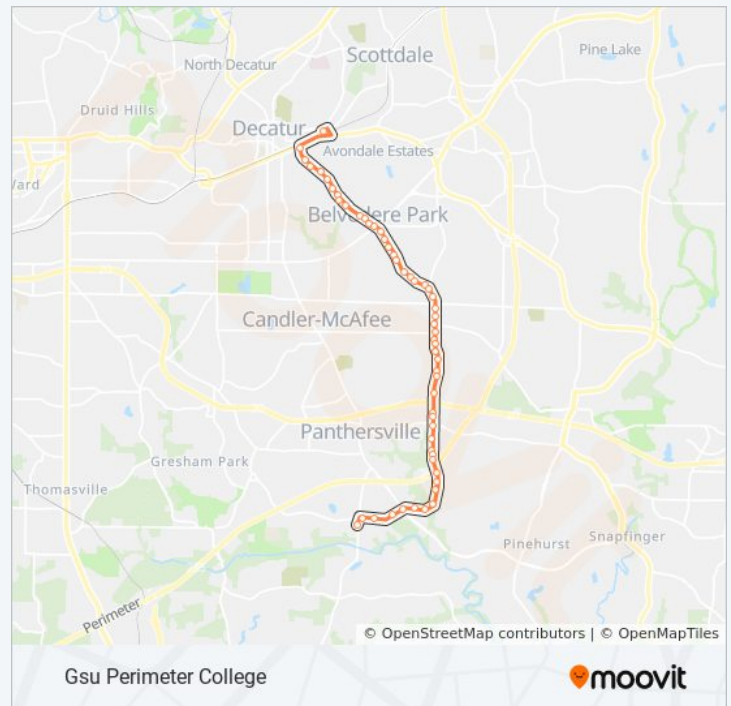 Scottdale
Pine Lake
North Decatur
Druid Hills
Decatur
Avondale Estates
Ward
Belvedere Park
Candler-McAfee
Panthersville
Gresham Park
Thomasville
Snapfinger
Pinehurst
Perimeter
© OpenStreetMap contributors | © OpenMapTiles
Gsu Perimeter College
moovit